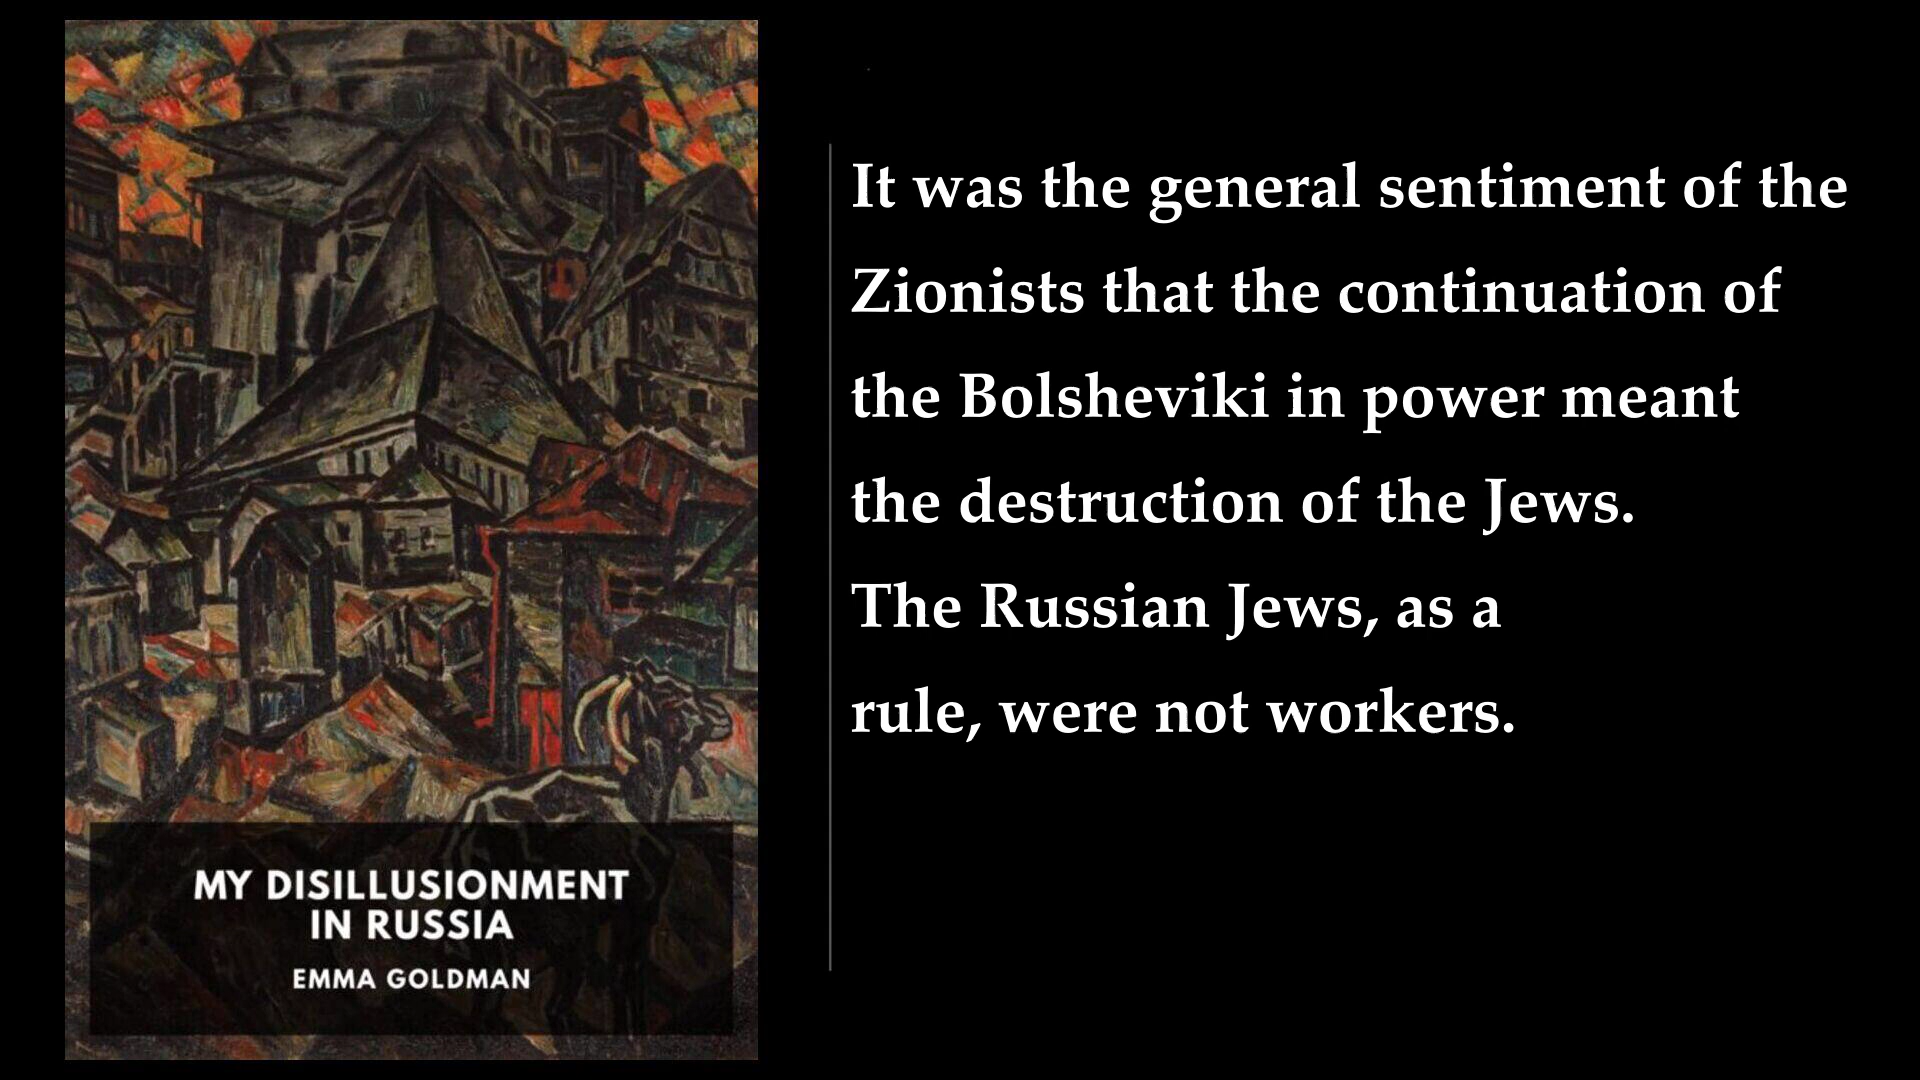 It was the general sentiment of the
Zionists that the continuation of
the Bolsheviki in power meant
the destruction of the Jews.
The Russian Jews, as a
rule, were not workers.
MY DISILLUSIONMENT
IN RUSSIA
EMMA GOLDMAN